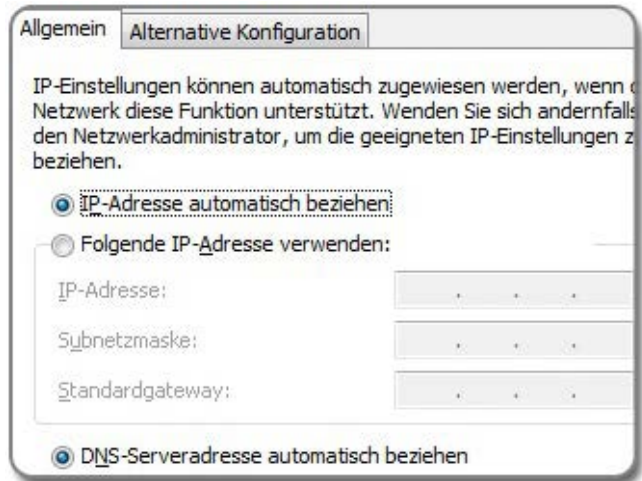 Allgemein Alternative Konfiguration
IP-Einstellungen können automatisch zugewiesen werden, wenn
Netzwerk diese Funktion unterstützt. Wenden Sie sich andernfalls
den Netzwerkadministrator, um die geeigneten IP-Einstellungen
beziehen.
IP-Adresse automatisch beziehen
Folgende IP-Adresse verwenden:
IP-Adresse: . . .
Subnetzmaske: . . .
Standardgateway: . . .
DNS-Serveradresse automatisch beziehen